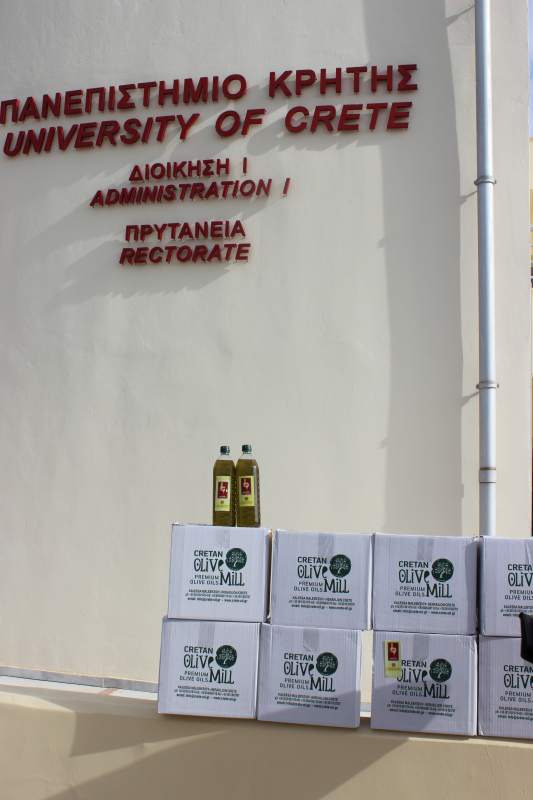 ΠΑΝΕΠΙΣΤΗΜΙΟ ΚΡΗΤΗΣ
UNIVERSITY OF CRETE
ΔΙΟΙΚΗΣΗ Ι
ADMINISTRATION I
ΠΡΥΤΑΝΕΙΑ
RECTORATE
CRETAN
OLIVE MILL
PREMIUM
OLIVE OILS
CRETAN
OLIVE MILL
PREMIUM
OLIVE OILS
CRETAN
OLIVE MILL
PREMIUM
OLIVE OILS
CRETAN
OLIVE
PREMIUM
OLIVE OILS
CRETAN
OLIVE MILL
PREMIUM
OLIVE OILS
CRETAN
OLIVE MILL
PREMIUM
OLIVE OILS
CRETAN
OLIVE MILL
PREMIUM
OLIVE OILS
CRETAN
OLIVE
PREMIUM
OLIVE OILS